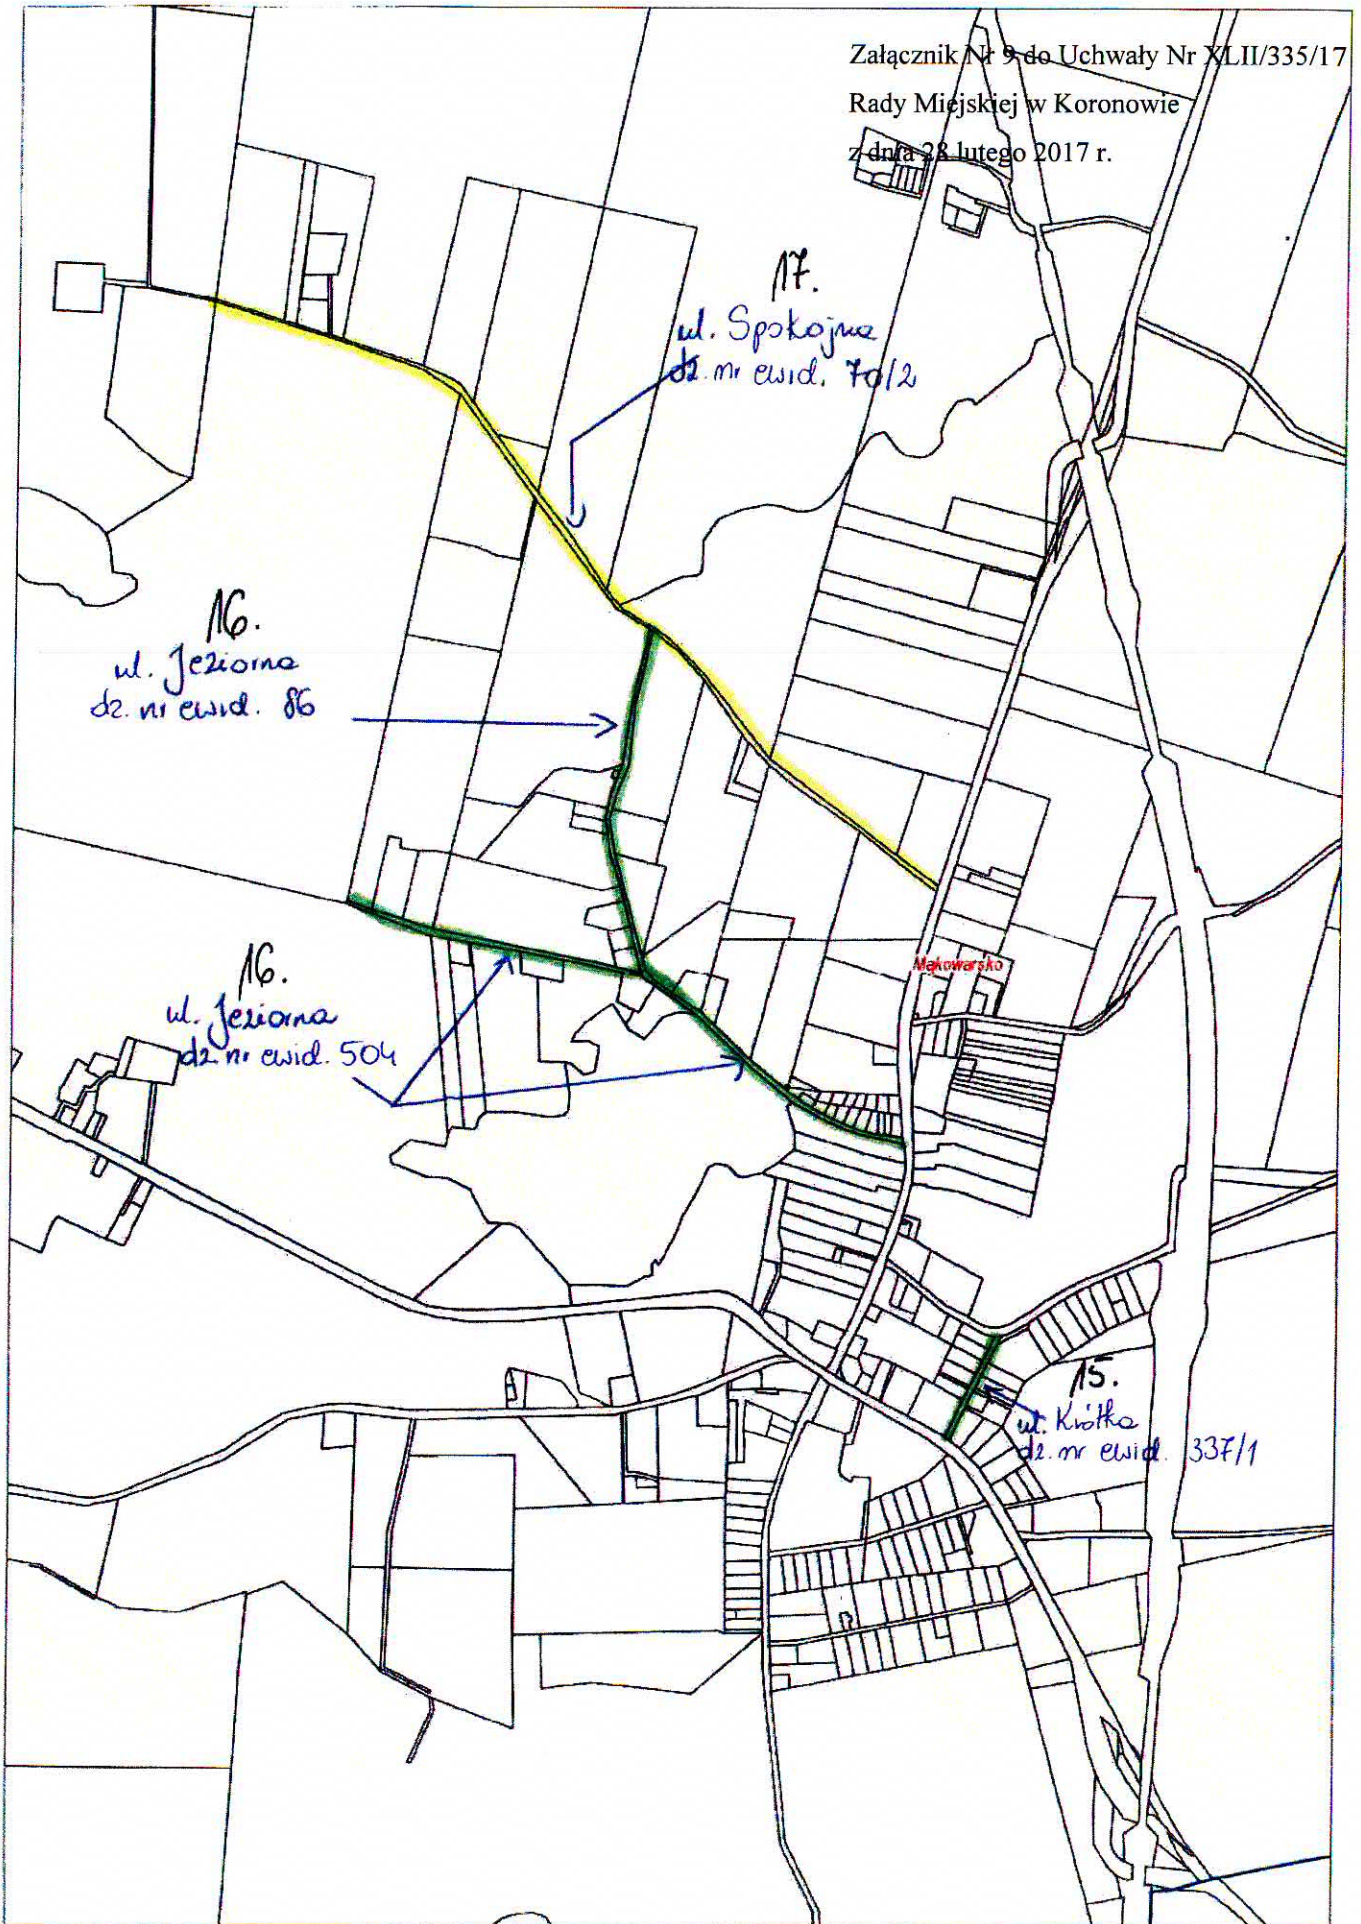 Załącznik Nr 9 do Uchwały Nr XLII/335/17
Rady Miejskiej w Koronowie
z dnia 28 lutego 2017 r.
17.
ul. Spokojna
dz. nr ewid. 70/2
16.
ul. Jeziorna
dz. nr ewid. 86
Mąkowarsko
16.
ul. Jeziorna
dz. nr ewid. 504
15.
ul. Krótka
dz. nr ewid. 337/1